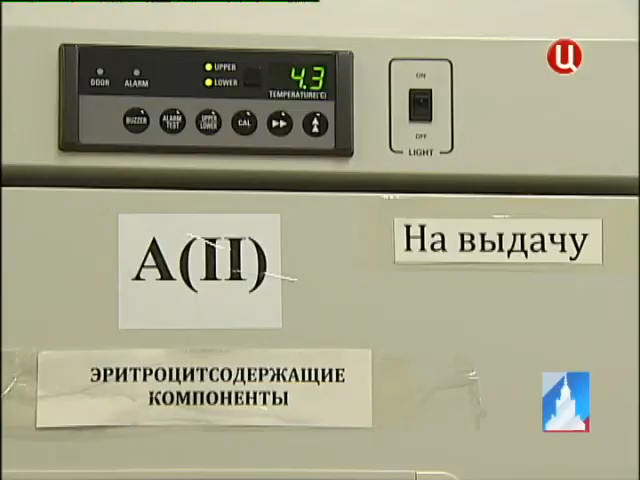 DOOR
ALARM
UPPER
LOWER
4.3
TEMPERATURE(°C)
BUZZER
ALARM TEST
UPPER LOWER
CAL
ON
OFF
LIGHT
Ц
А(II)
На выдачу
ЭРИТРОЦИТСОДЕРЖАЩИЕ
КОМПОНЕНТЫ